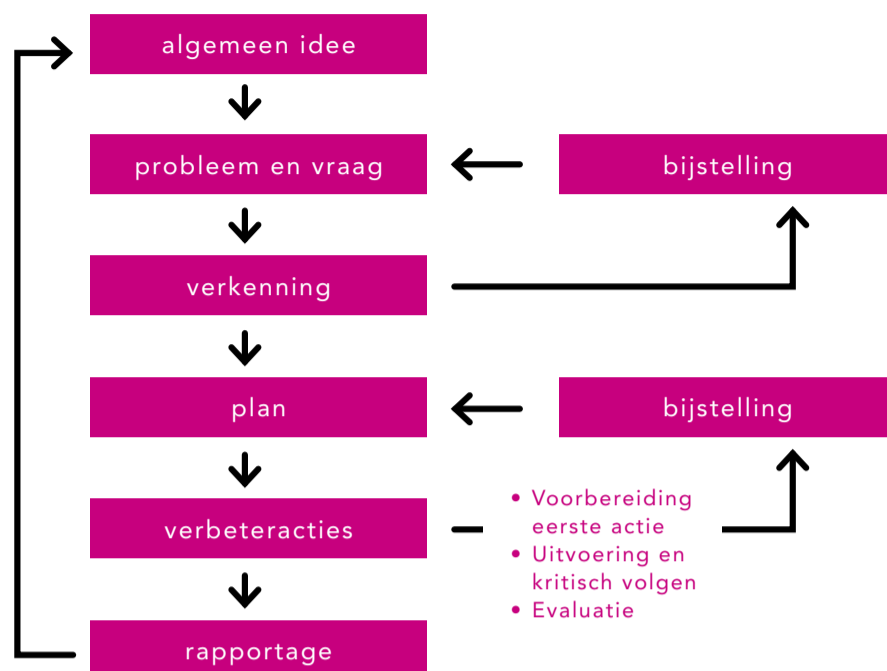 algemeen idee
probleem en vraag
bijstelling
verkenning
plan
bijstelling
verbeteracties
• Voorbereiding
eerste actie
• Uitvoering en
kritisch volgen
• Evaluatie
rapportage